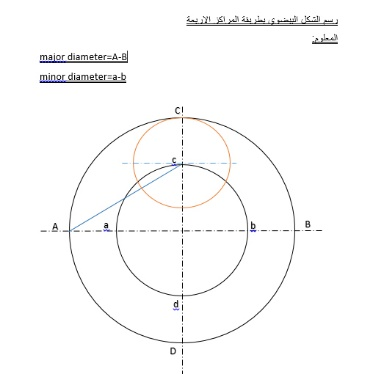 رسم الشكل البيضوي بطريقة المراكز الاربعة
المعلوم:
major diameter=A-B
minor diameter=a-b
C
c
A
a
b
B
d
D